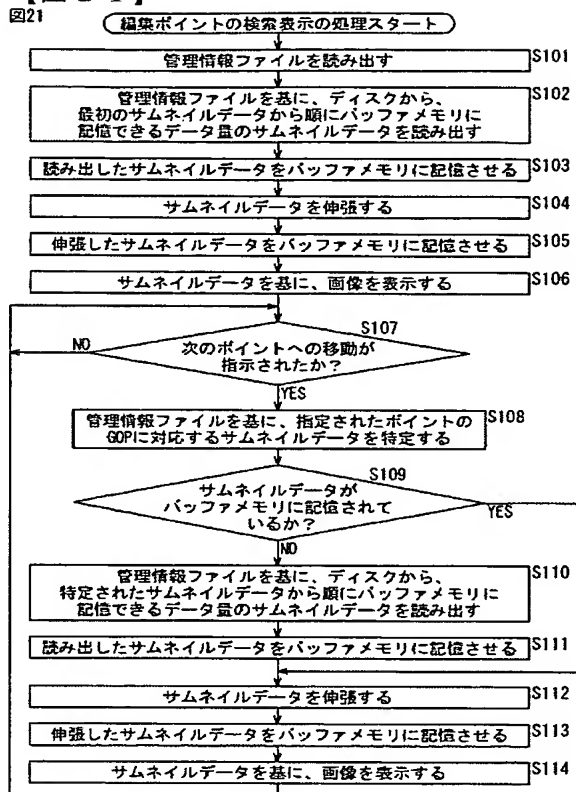 図21
編集ポイントの検索表示の処理スタート
管理情報ファイルを読み出す
S101
管理情報ファイルを基に、ディスクから、
最初のサムネイルデータから順にバッファメモリに
記憶できるデータ量のサムネイルデータを読み出す
S102
読み出したサムネイルデータをバッファメモリに記憶させる
S103
サムネイルデータを伸張する
S104
伸張したサムネイルデータをバッファメモリに記憶させる
S105
サムネイルデータを基に、画像を表示する
S106
S107
次のポイントへの移動が
指示されたか?
NO
YES
管理情報ファイルを基に、指定されたポイントの
GOPに対応するサムネイルデータを特定する
S108
S109
サムネイルデータが
バッファメモリに記憶されて
いるか?
YES
NO
管理情報ファイルを基に、ディスクから、
特定されたサムネイルデータから順にバッファメモリに
記憶できるデータ量のサムネイルデータを読み出す
S110
読み出したサムネイルデータをバッファメモリに記憶させる
S111
サムネイルデータを伸張する
S112
伸張したサムネイルデータをバッファメモリに記憶させる
S113
サムネイルデータを基に、画像を表示する
S114